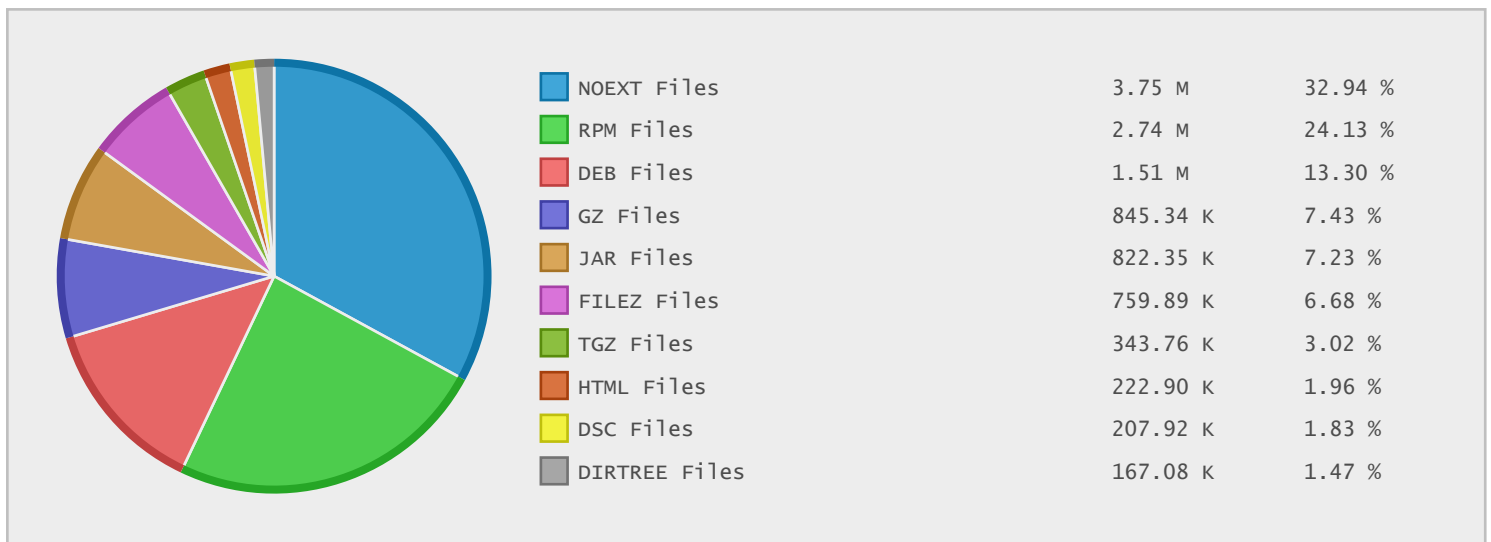 NOEXT Files 3.75 M 32.94 %
RPM Files 2.74 M 24.13 %
DEB Files 1.51 M 13.30 %
GZ Files 845.34 K 7.43 %
JAR Files 822.35 K 7.23 %
FILEZ Files 759.89 K 6.68 %
TGZ Files 343.76 K 3.02 %
HTML Files 222.90 K 1.96 %
DSC Files 207.92 K 1.83 %
DIRTREE Files 167.08 K 1.47 %